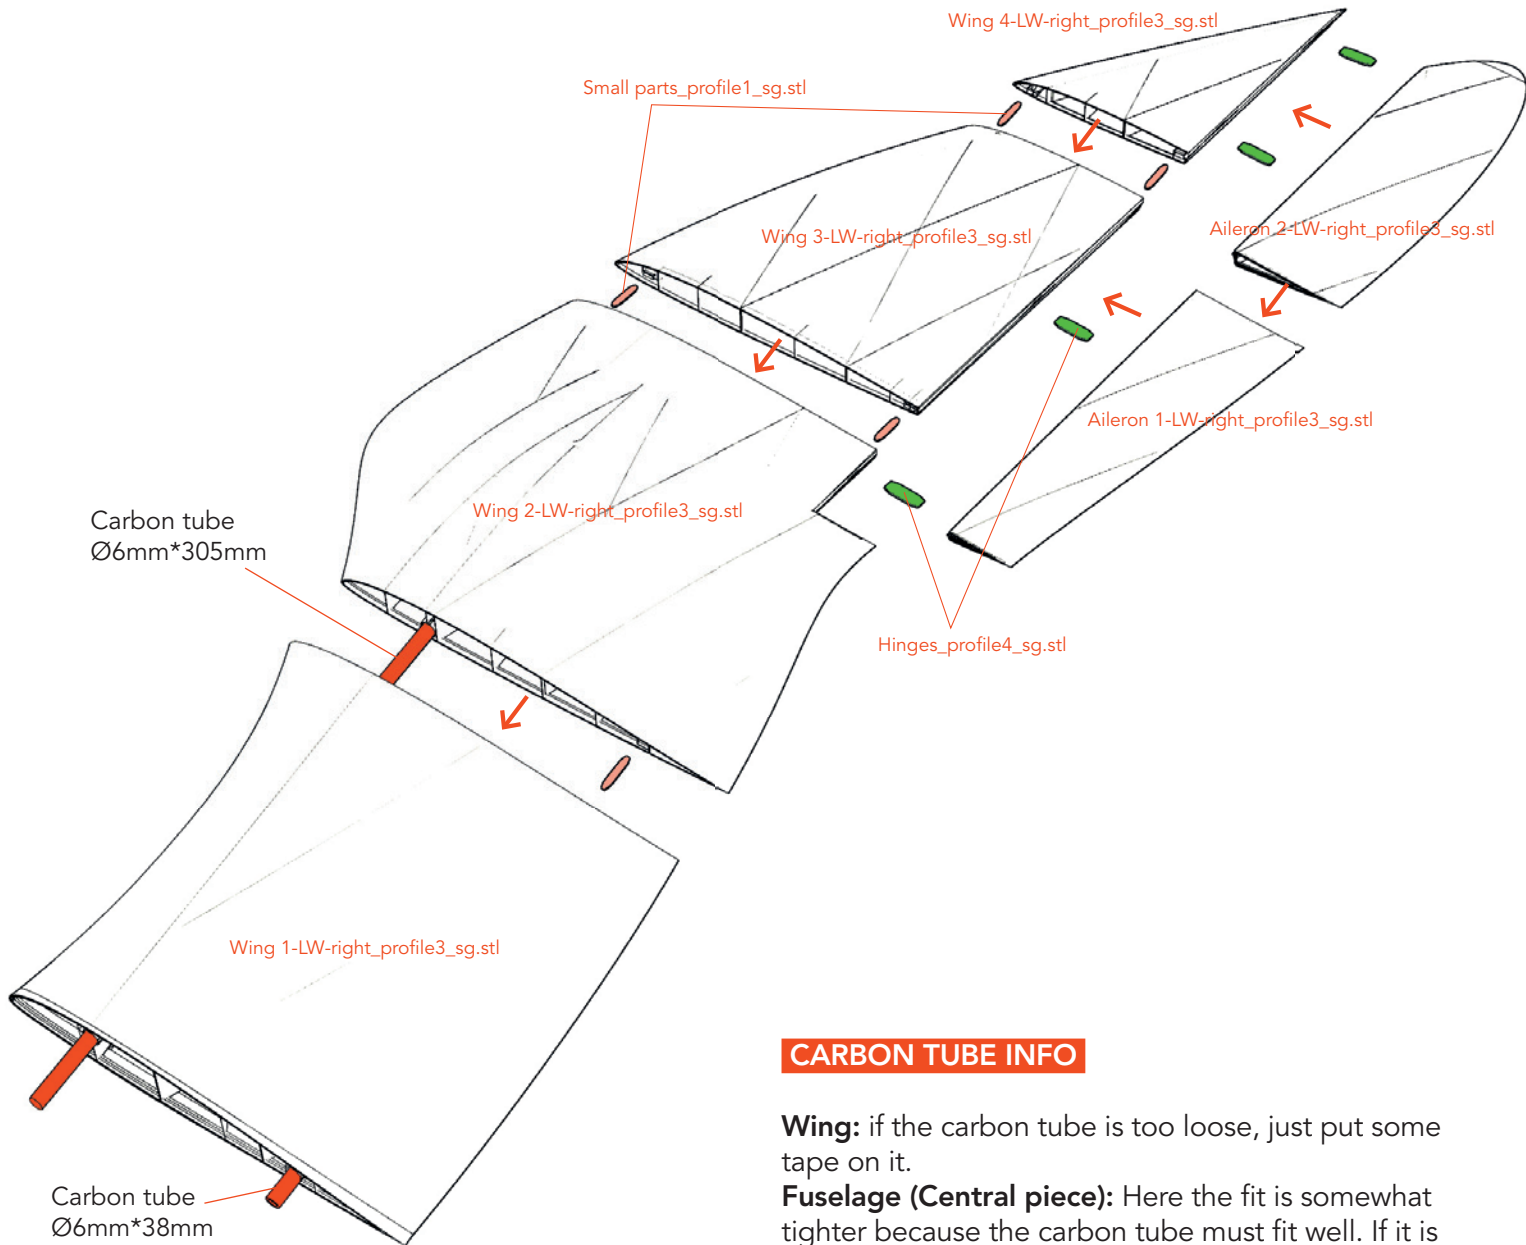 Wing 4-LW-right_profile3_sg.stl
Small parts_profile1_sg.stl
Wing 3-LW-right_profile3_sg.stl
Aileron 2-LW-right_profile3_sg.stl
Aileron 1-LW-right_profile3_sg.stl
Wing 2-LW-right_profile3_sg.stl
Carbon tube
Ø6mm*305mm
Hinges_profile4_sg.stl
Wing 1-LW-right_profile3_sg.stl
Carbon tube
Ø6mm*38mm
CARBON TUBE INFO
Wing: if the carbon tube is too loose, just put some
tape on it.
Fuselage (Central piece): Here the fit is somewhat
tighter because the carbon tube must fit well. If it is